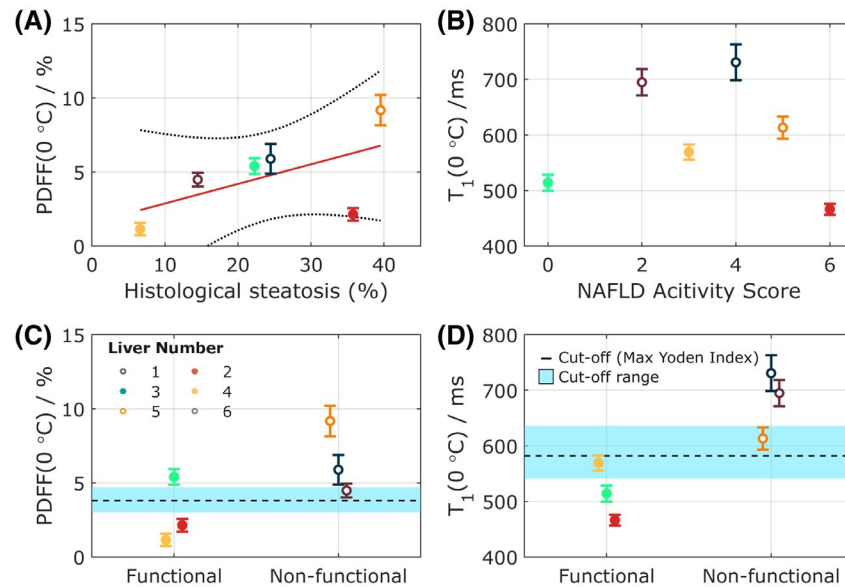 (A)
PDFF(0 °C) / %
15
10
5
0
0 10 20 30 40
Histological steatosis (%)
(B)
T1(0 °C) /ms
800
700
600
500
400
0 2 4 6
NAFLD Acitivity Score
(C)
PDFF(0 °C) / %
15
10
5
0
Liver Number
1 2
3 4
5 6
Functional Non-functional
(D)
T1(0 °C) / ms
800
700
600
500
400
Cut-off (Max Yoden Index)
Cut-off range
Functional Non-functional